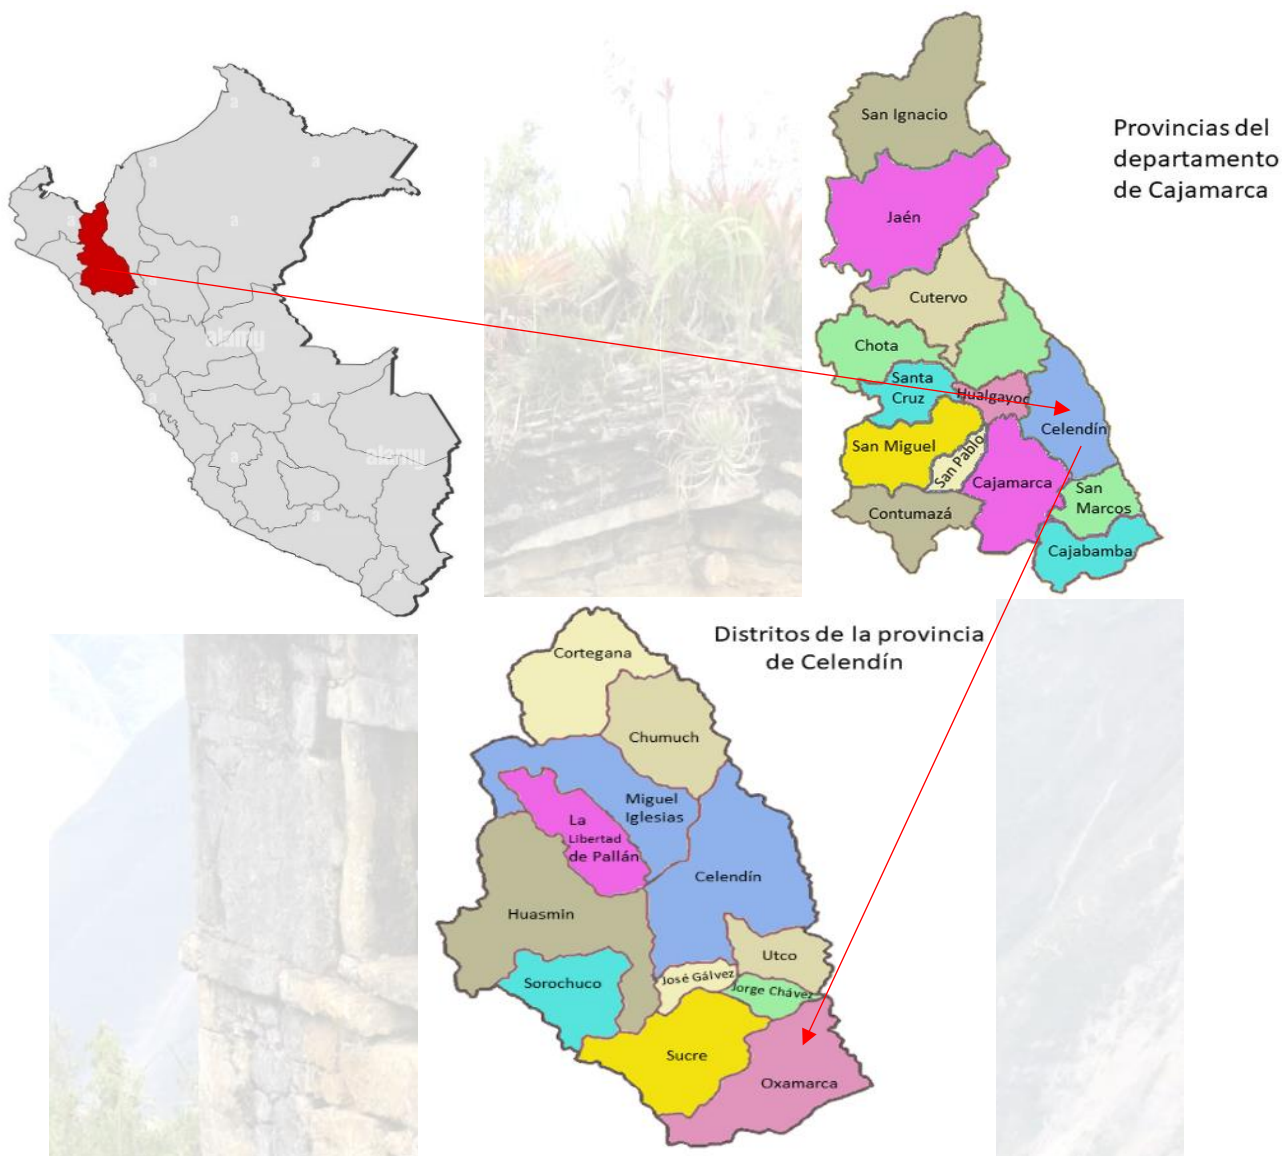 a
a
a
a
a
a
alamy
a
a
alamy
a
a
a
Provincias del
departamento
de Cajamarca
San Ignacio
Jaén
Cutervo
Chota
Santa
Cruz
Hualgayoc
Celendín
San Miguel
San Pablo
Cajamarca
San
Marcos
Contumazá
Cajabamba
Distritos de la provincia
de Celendín
Cortegana
Chumuch
Miguel
Iglesias
La
Libertad
de Pallán
Celendín
Huasmin
Utco
José Gálvez
Sorochuco
Jorge Chávez
Sucre
Oxamarca